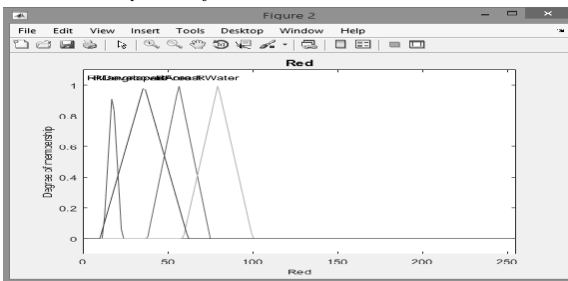 Figure 2
File Edit View Insert Tools Desktop Window Help
Red
RWater
1
0.8
0.6
0.4
0.2
0
Degree of membership
0 50 100 150 200 250
Red